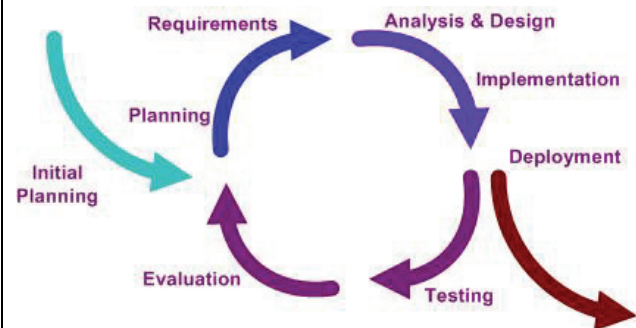 Requirements
Analysis & Design
Implementation
Planning
Deployment
Initial
Planning
Evaluation
Testing